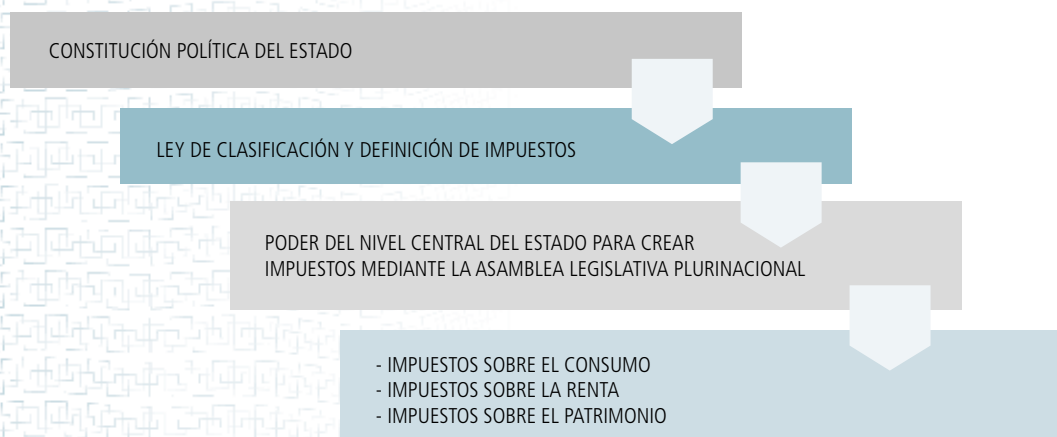 CONSTITUCIÓN POLÍTICA DEL ESTADO
LEY DE CLASIFICACIÓN Y DEFINICIÓN DE IMPUESTOS
PODER DEL NIVEL CENTRAL DEL ESTADO PARA CREAR
IMPUESTOS MEDIANTE LA ASAMBLEA LEGISLATIVA PLURINACIONAL
- IMPUESTOS SOBRE EL CONSUMO
- IMPUESTOS SOBRE LA RENTA
- IMPUESTOS SOBRE EL PATRIMONIO